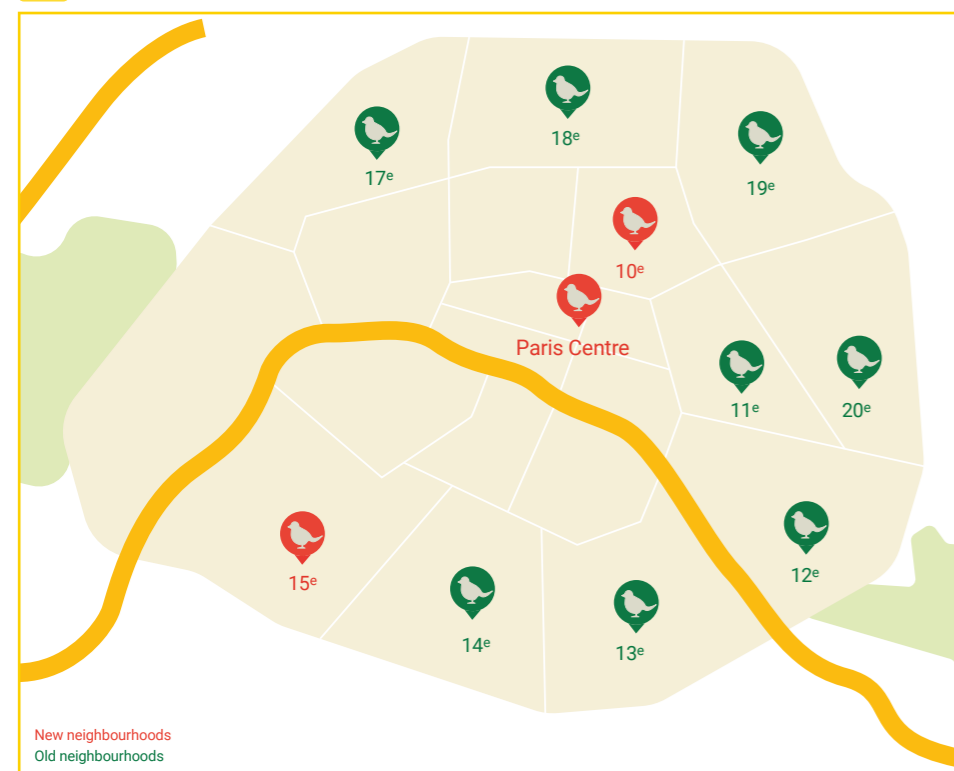 18ᵉ
17ᵉ
19ᵉ
10ᵉ
Paris Centre
11ᵉ
20ᵉ
15ᵉ
12ᵉ
14ᵉ
13ᵉ
New neighbourhoods
Old neighbourhoods